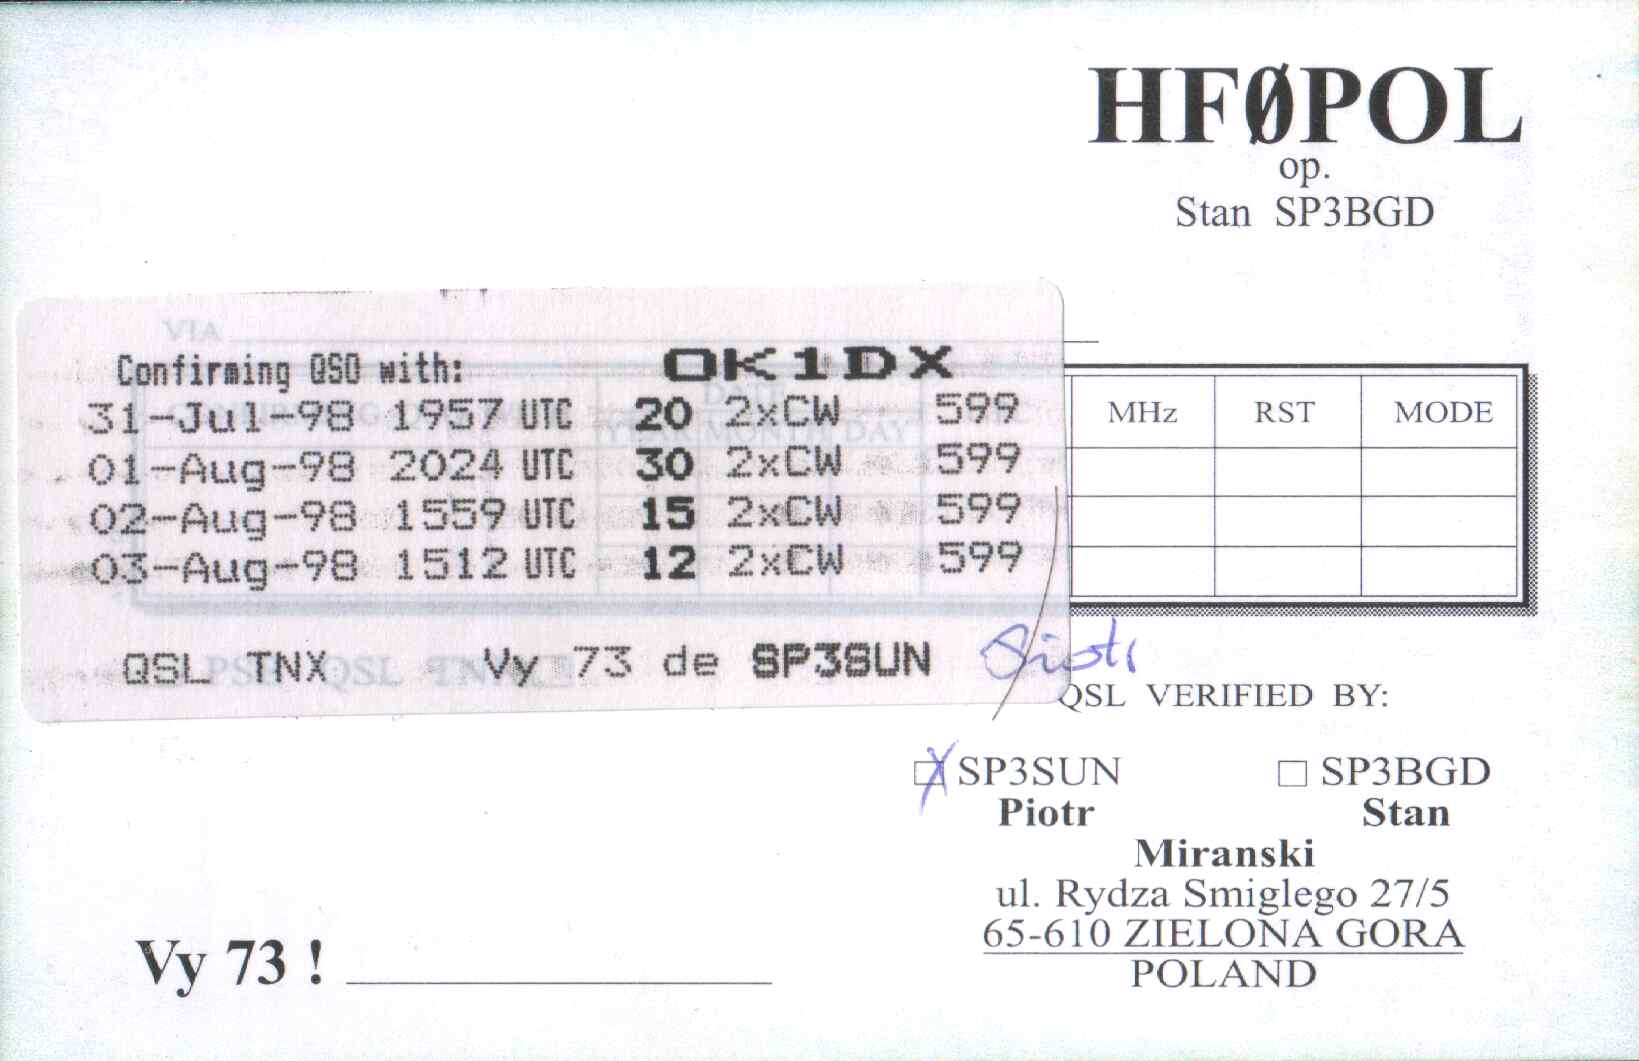 HFØPOL
op.
Stan SP3BGD
VIA
Confirming QSO with: OK1DX
31-Jul-98 1957 UTC 20 2xCW 599
01-Aug-98 2024 UTC 30 2xCW 599
02-Aug-98 1559 UTC 15 2xCW 599
03-Aug-98 1512 UTC 12 2xCW 599
QSL TNX Vy 73 de SP3SUN
MHz RST MODE
Piotr
QSL VERIFIED BY:
X SP3SUN SP3BGD
Piotr Stan
Miranski
ul. Rydza Smiglego 27/5
65-610 ZIELONA GORA
POLAND
Vy 73 !